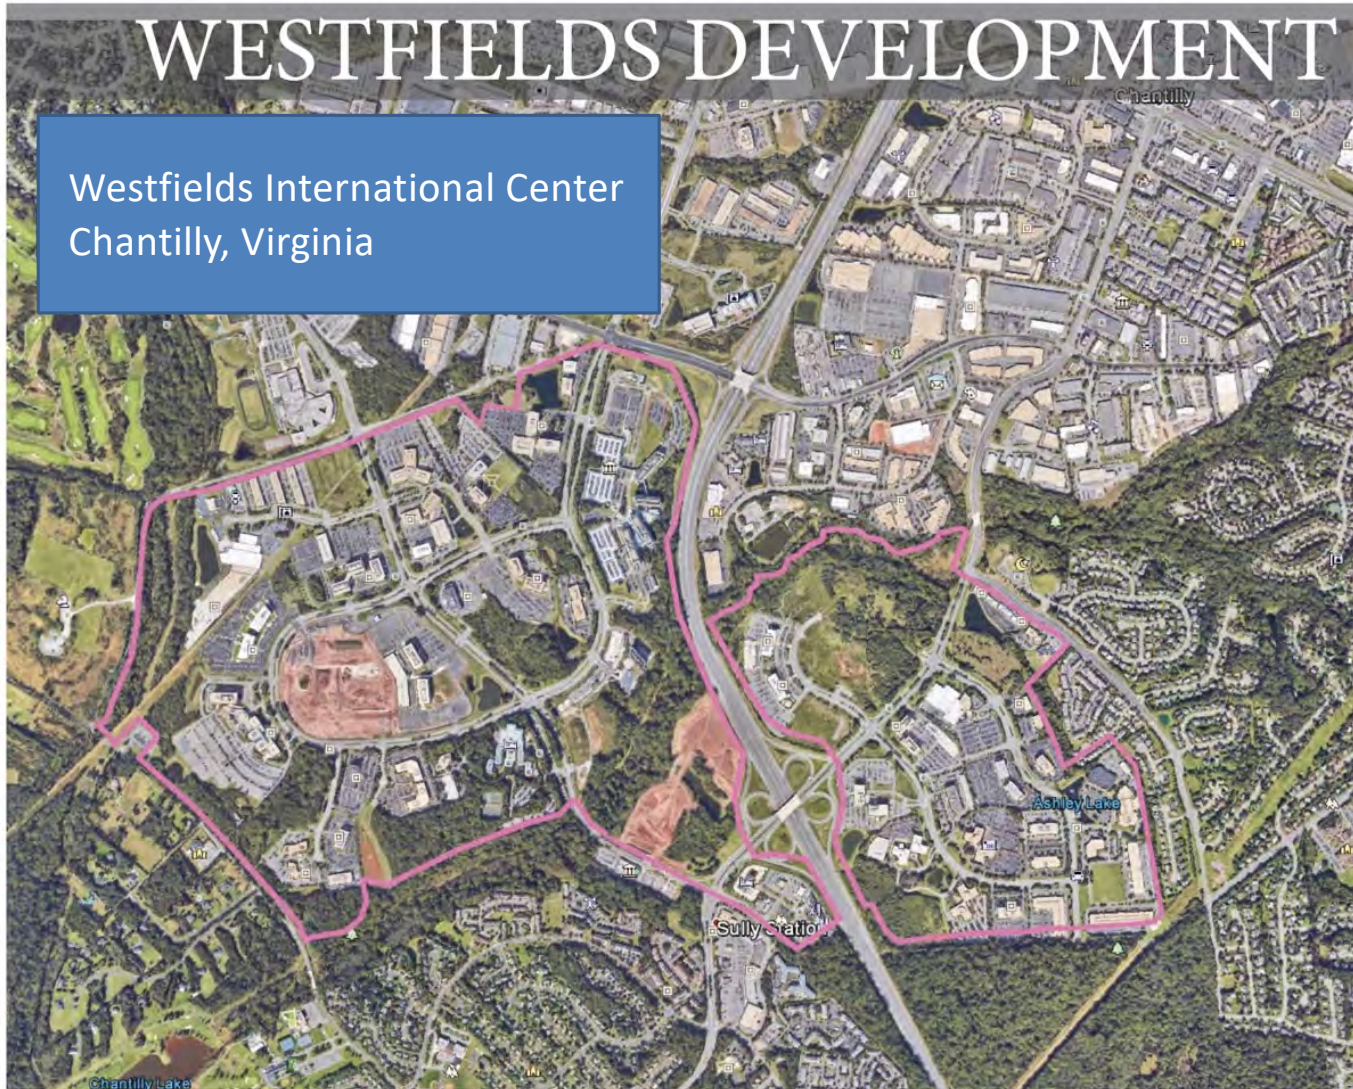 WESTFIELDS DEVELOPMENT
Chantilly
Westfields International Center
Chantilly, Virginia
Ashley Lake
Sully Station
Chantilly Lake